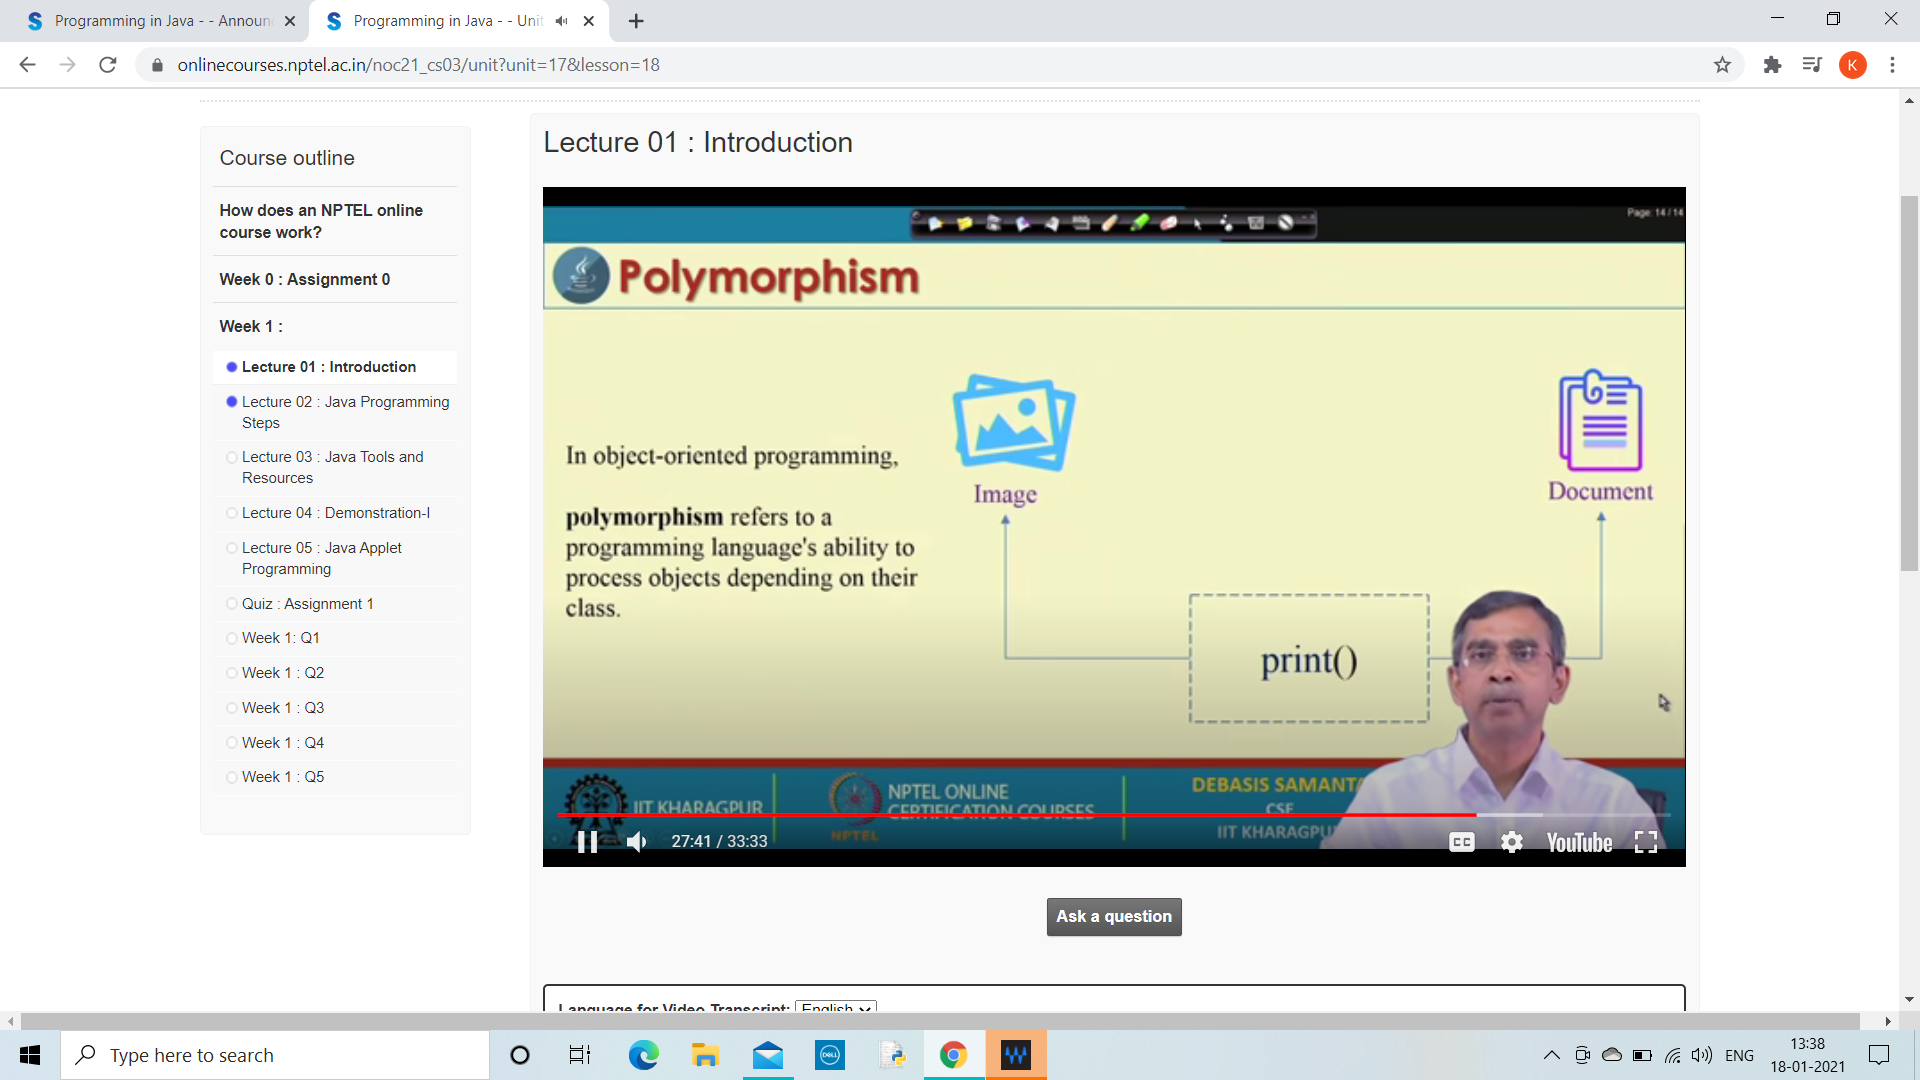 Programming in Java - - Announ
Programming in Java - - Unit
onlinecourses.nptel.ac.in/noc21_cs03/unit?unit=17&lesson=18
K
Course outline
How does an NPTEL online
course work?
Week 0 : Assignment 0
Week 1 :
Lecture 01 : Introduction
Lecture 02 : Java Programming
Steps
Lecture 03 : Java Tools and
Resources
Lecture 04 : Demonstration-I
Lecture 05 : Java Applet
Programming
Quiz : Assignment 1
Week 1: Q1
Week 1 : Q2
Week 1 : Q3
Week 1 : Q4
Week 1 : Q5
Lecture 01 : Introduction
Page: 14/14
Polymorphism
In object-oriented programming,
polymorphism refers to a
programming language's ability to
process objects depending on their
class.
Image
Document
print()
IIT KHARAGPUR
NPTEL
NPTEL ONLINE
CERTIFICATION COURSES
DEBASIS SAMANTA
CSE
IIT KHARAGPU
27:41 / 33:33
CC
YouTube
Ask a question
Language for Video Transcript: English
Type here to search
DELL
ENG
13:38
18-01-2021